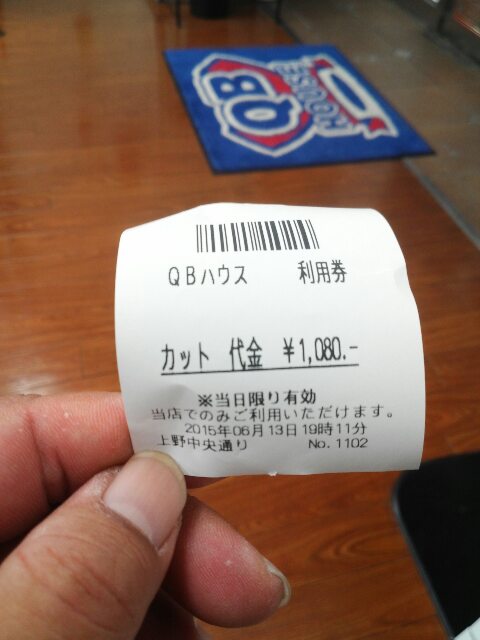 QB
HOUSE
QBハウス 利用券
カット 代金 ¥1,080.-
※当日限り有効
当店でのみご利用いただけます。
2015年06月13日19時11分
上野中央通り No.1102